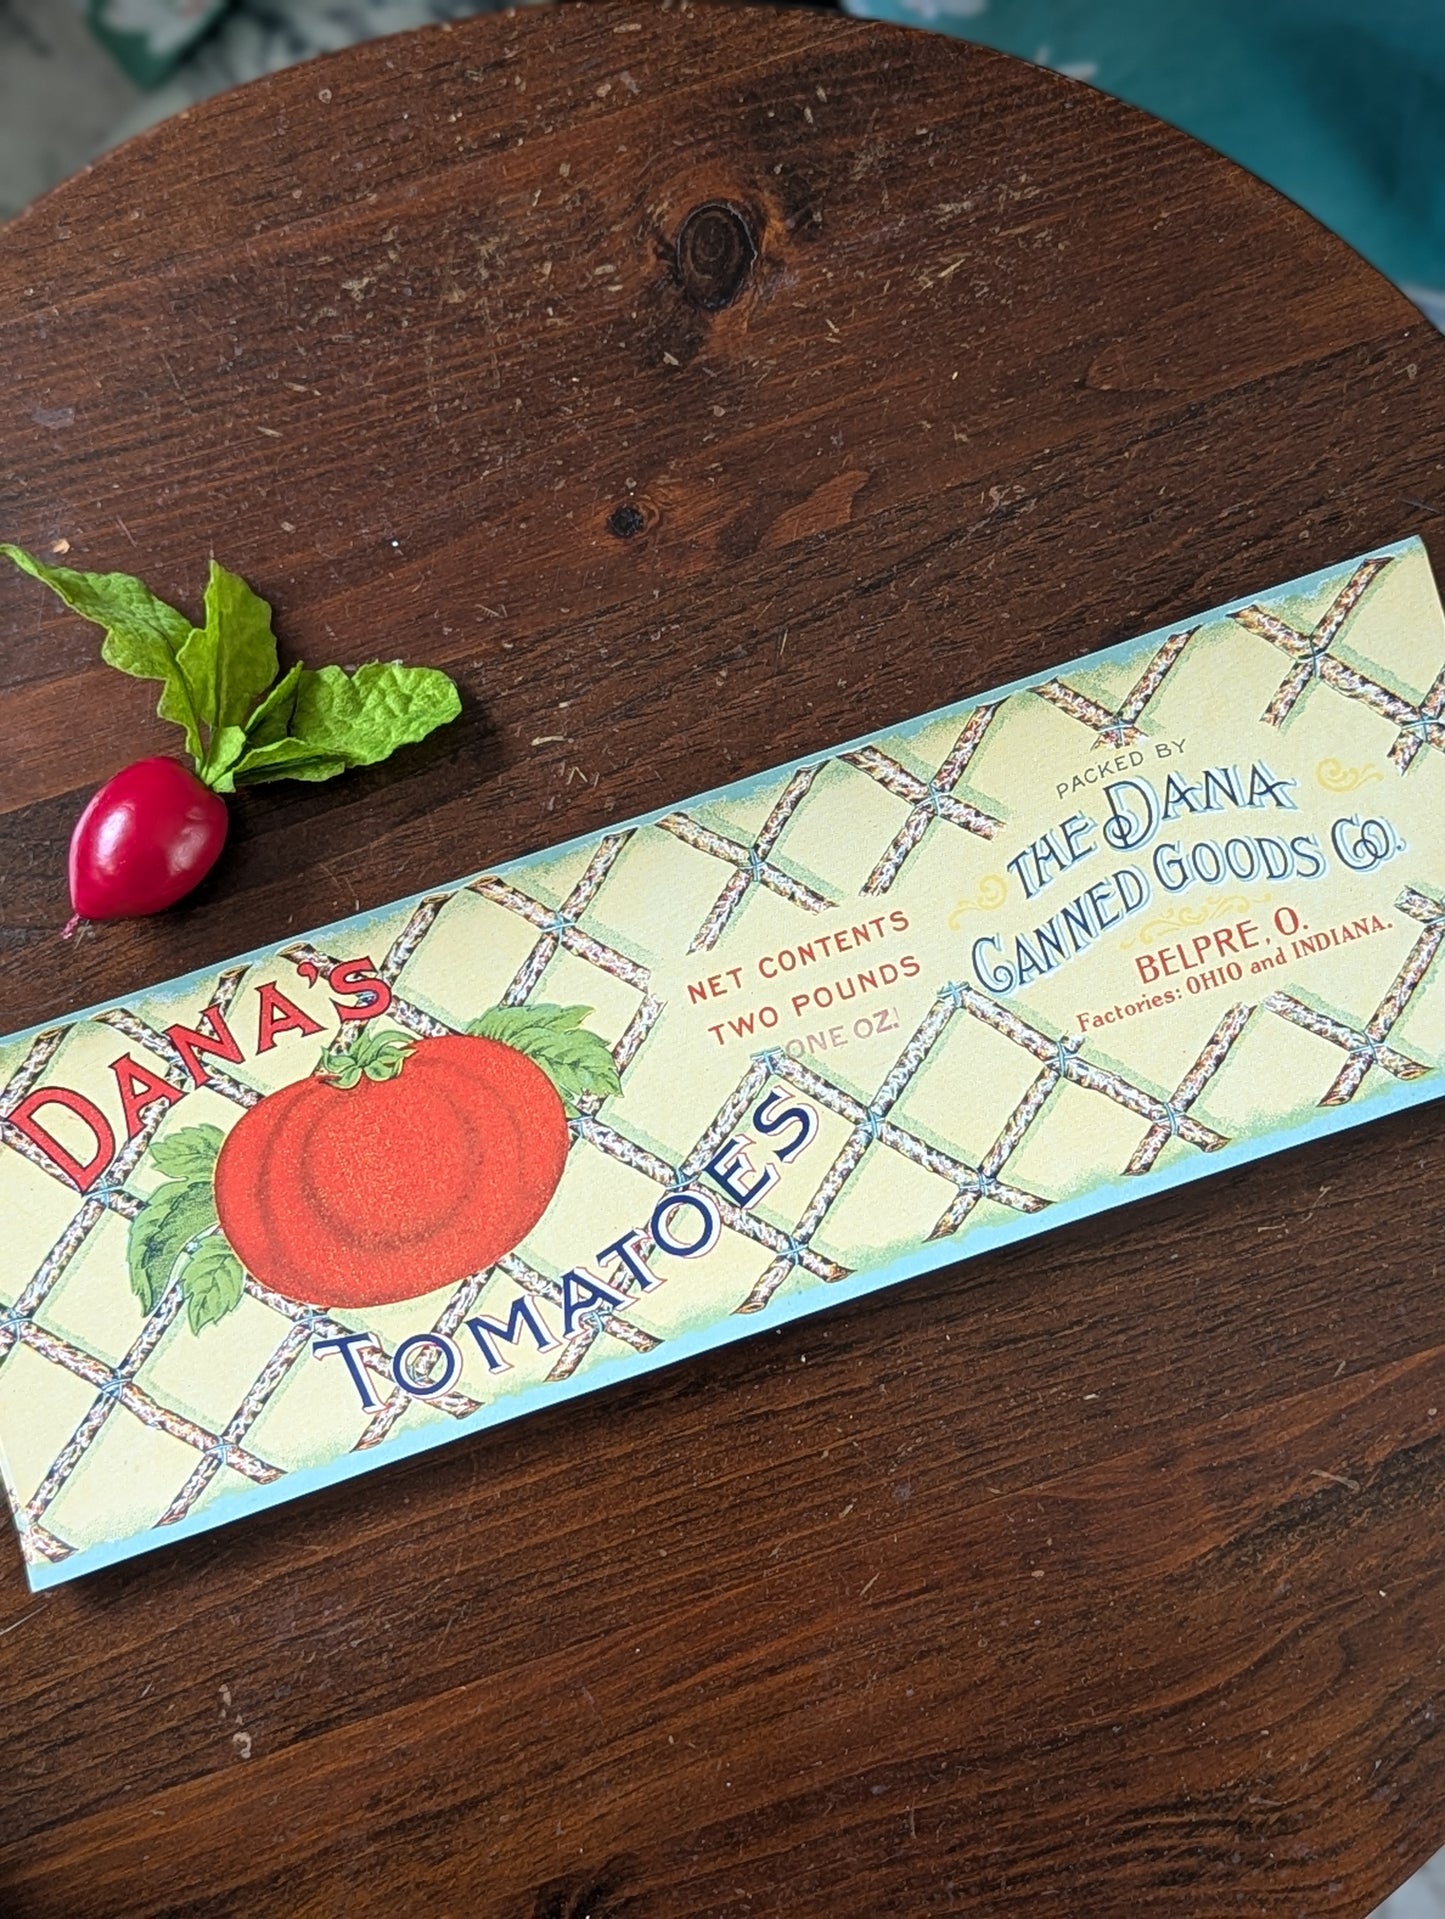 DANA'S
TOMATOES
NET CONTENTS
TWO POUNDS
ONE OZ.
PACKED BY
THE DANA
CANNED GOODS CO.
BELPRE, O.
Factories: OHIO and INDIANA.